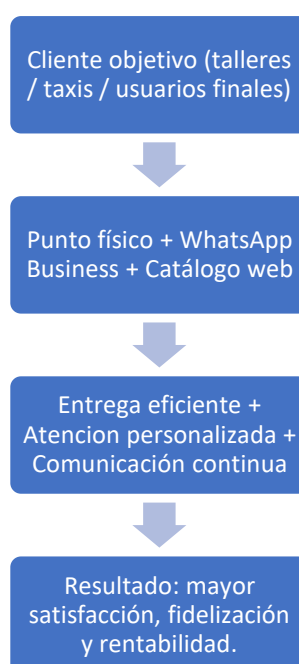 Cliente objetivo (talleres
/ taxis / usuarios finales)
Punto físico + WhatsApp
Business + Catálogo web
Entrega eficiente +
Atencion personalizada +
Comunicación continua
Resultado: mayor
satisfacción, fidelización
y rentabilidad.